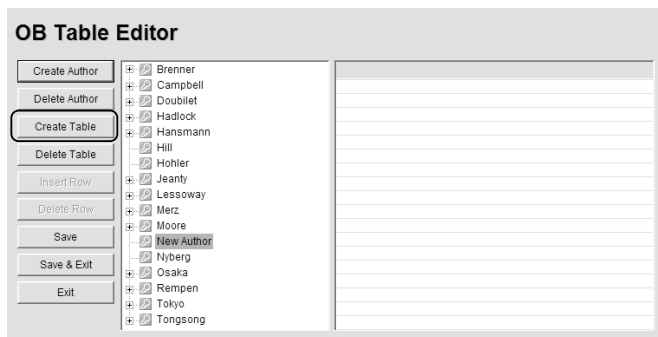 OB Table Editor
Create Author
Delete Author
Create Table
Delete Table
Insert Row
Delete Row
Save
Save & Exit
Exit
Brenner
Campbell
Doubilet
Hadlock
Hansmann
Hill
Hohler
Jeanty
Lessoway
Merz
Moore
New Author
Nyberg
Osaka
Rempen
Tokyo
Tongsong